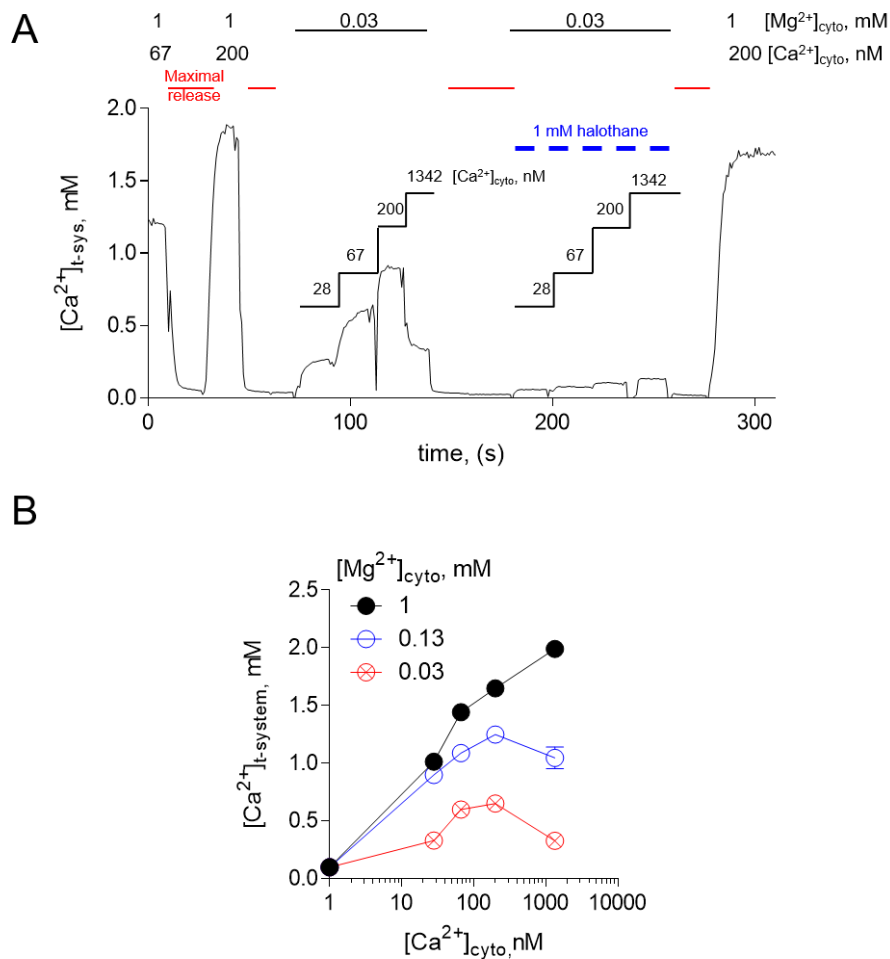 A
1 1 0.03 0.03 1 [Mg²⁺]cyto, mM
67 200 200 [Ca²⁺]cyto, nM
Maximal
release
1 mM halothane
2.0
1.5
1.0
0.5
0.0
[Ca²⁺]t-sys, mM
28
67
200
1342
[Ca²⁺]cyto, nM
28
67
200
1342
0 100 200 300
time, (s)
B
[Mg²⁺]cyto, mM
1
0.13
0.03
2.5
2.0
1.5
1.0
0.5
0.0
[Ca²⁺]t-system, mM
1 10 100 1000 10000
[Ca²⁺]cyto,nM